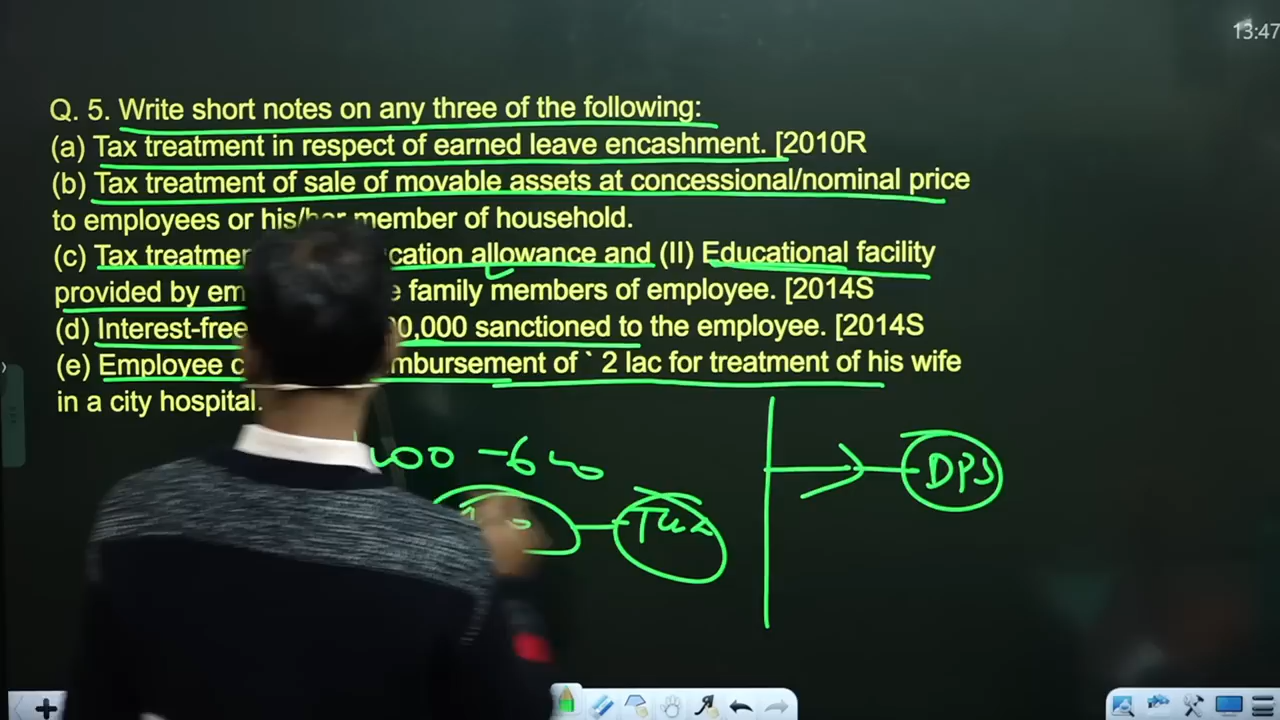 13:47
Q. 5. Write short notes on any three of the following:
(a) Tax treatment in respect of earned leave encashment. [2010R
(b) Tax treatment of sale of movable assets at concessional/nominal price
to employees or his/her member of household.
(c) Tax cation allowance and (II) Educational facility
provided by family members of employee. [2014S
(d) Interest-free 00,000 sanctioned to the employee. [2014S
(e) Employee mbursement of ` 2 lac for treatment of his wife
in a city hospital.
DPS